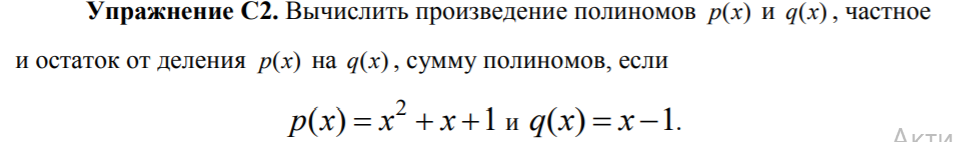 Упражнение С2. Вычислить произведение полиномов p(x) и q(x), частное
и остаток от деления p(x) на q(x), сумму полиномов, если
p(x) = x² + x + 1 и q(x) = x − 1.